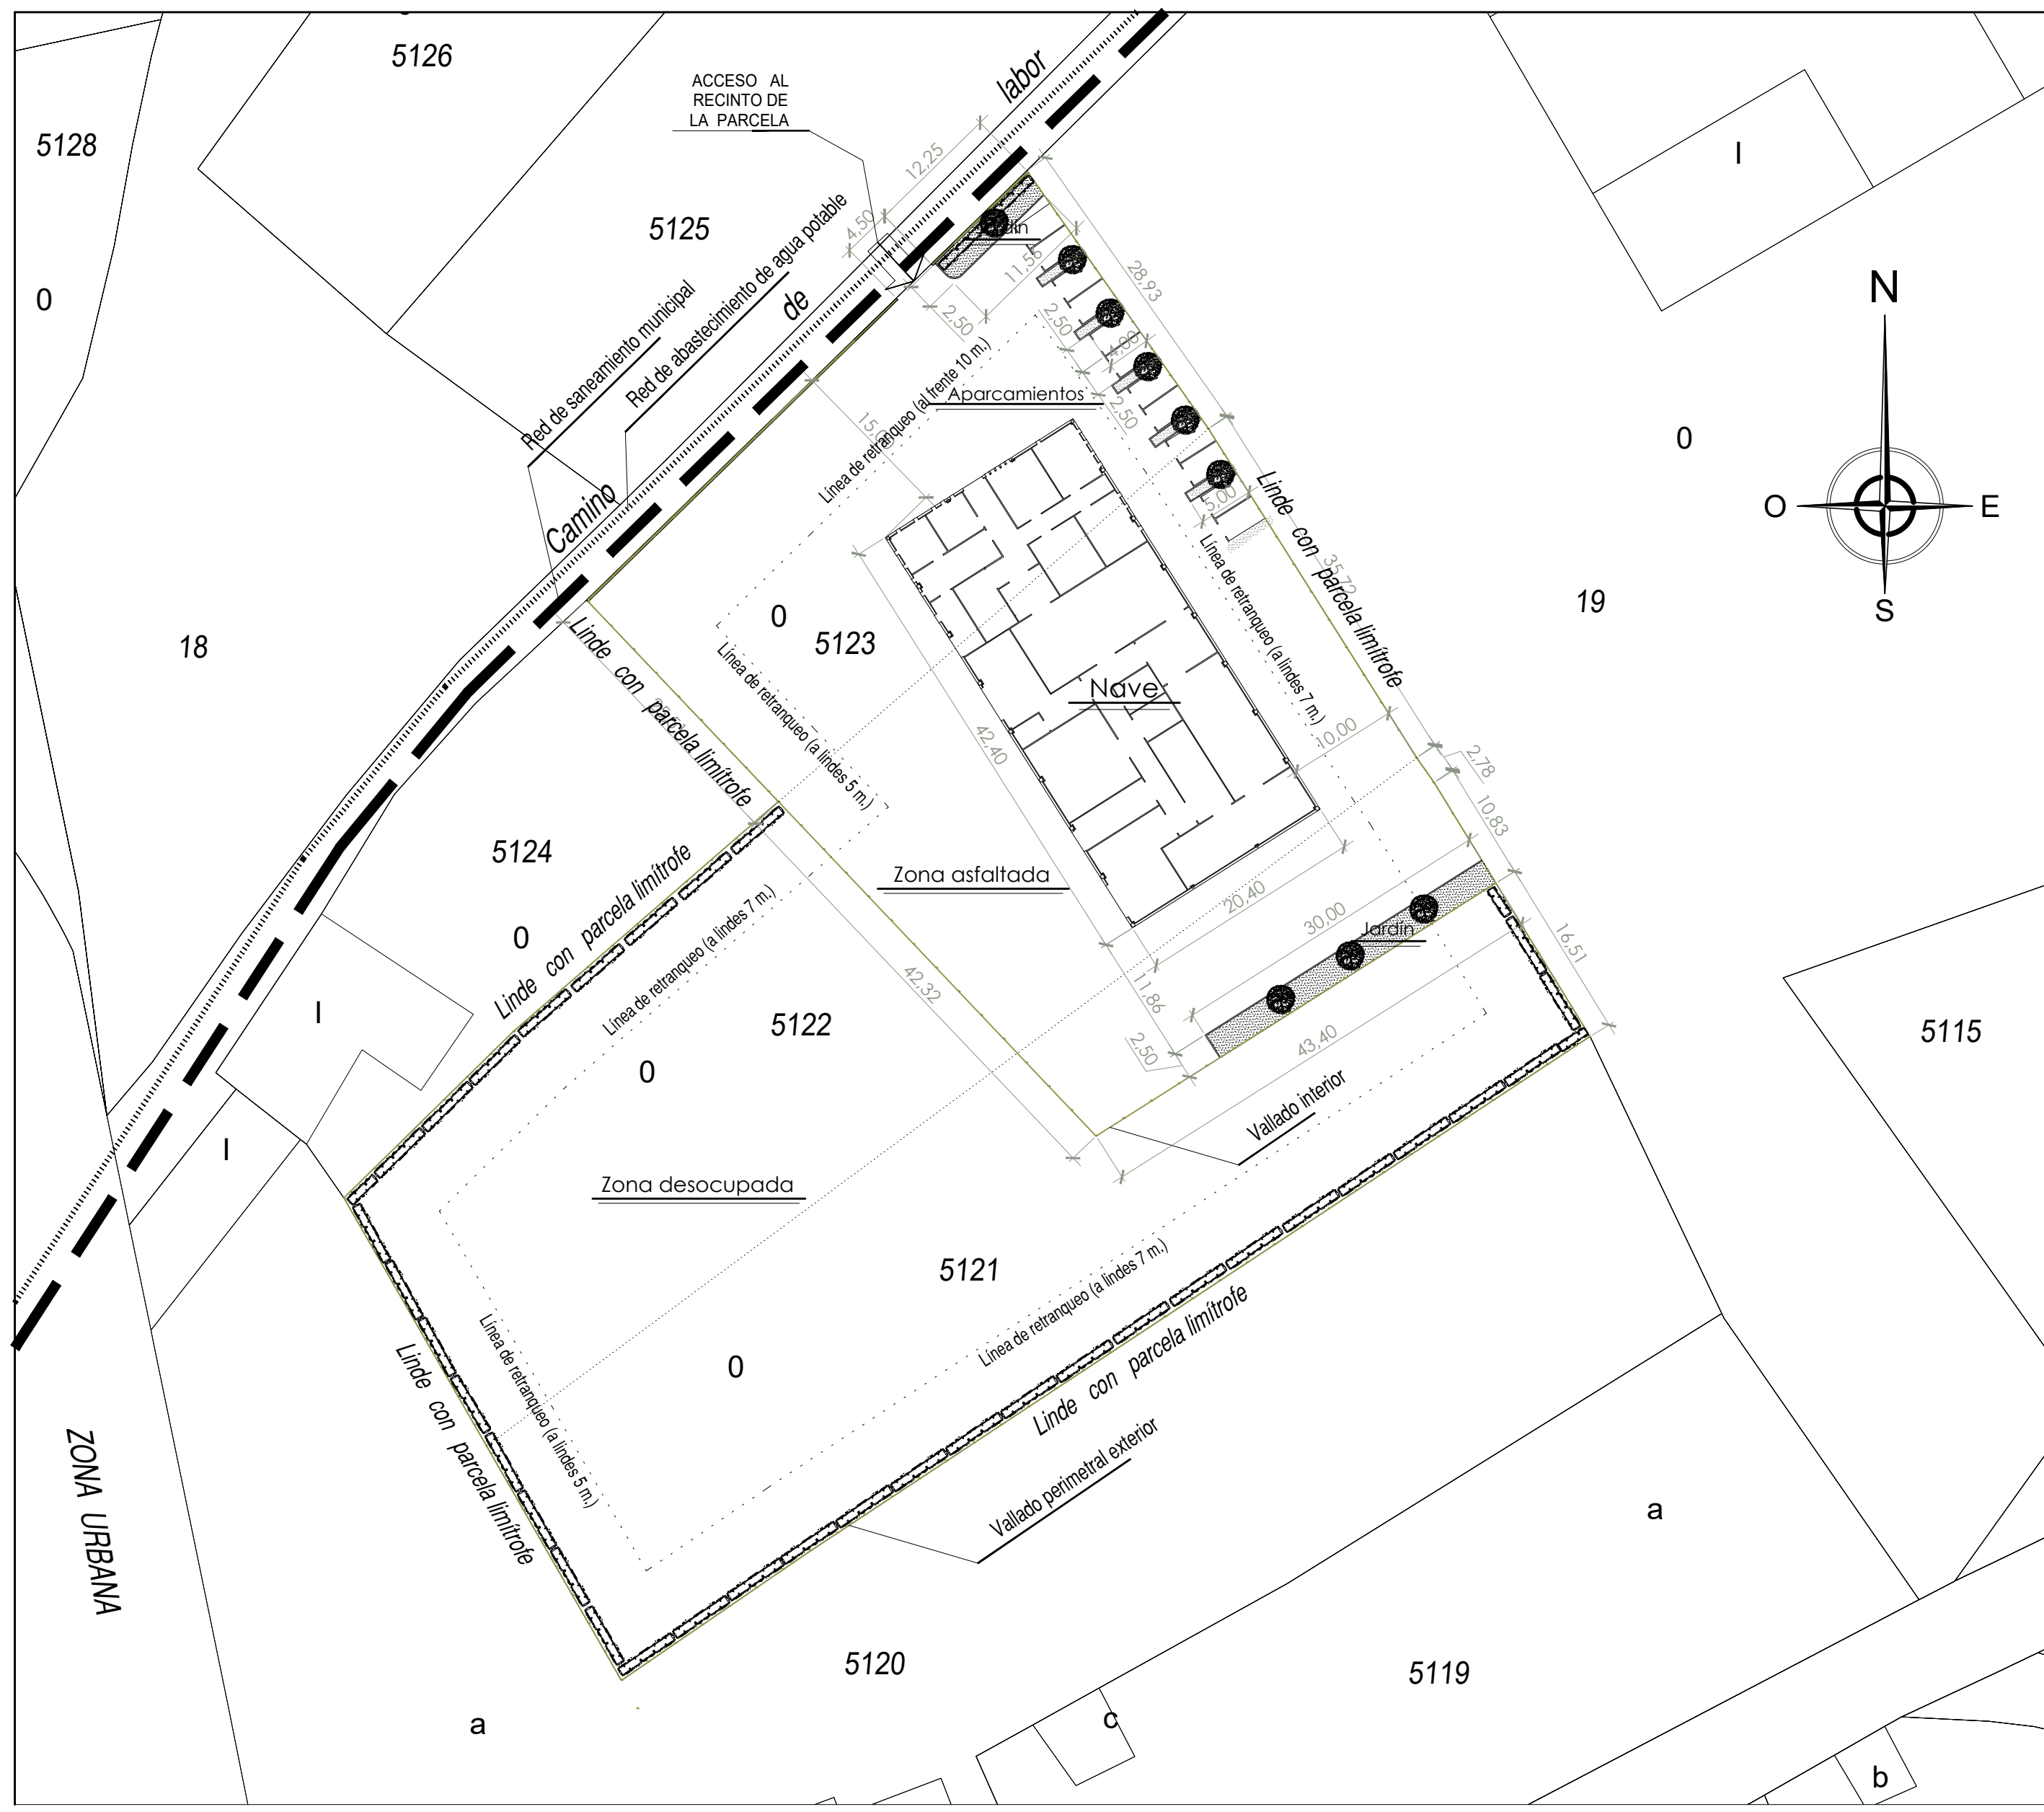 5126
ACCESO AL
RECINTO DE
LA PARCELA
labor
5128
12,25
5125
4,50
Red de abastecimiento de agua potable
Red de saneamiento municipal
de
11,53
28,93
2,50
2,50
0
N
I
Línea de retranqueo (al frente 10 m.)
Aparcamientos
2,50
0
Camino
5,00
Linde con parcela limítrofe
35,72
O
E
S
19
18
0
5123
Línea de retranqueo (a lindes 7 m.)
Linde con parcela limítrofe
Línea de retranqueo (a lindes 5 m.)
Nave
42,40
10,00
2,78
10,83
5124
Linde con parcela limítrofe
0
Zona asfaltada
Línea de retranqueo (a lindes 7 m.)
20,40
30,00
Jardín
16,51
42,32
11,86
2,50
43,40
I
5122
0
5115
I
Vallado interior
Zona desocupada
5121
Línea de retranqueo (a lindes 7 m.)
Linde con parcela limítrofe
0
Línea de retranqueo (a lindes 5 m.)
Linde con parcela limítrofe
Vallado perimetral exterior
ZONA URBANA
a
5120
5119
a
c
b